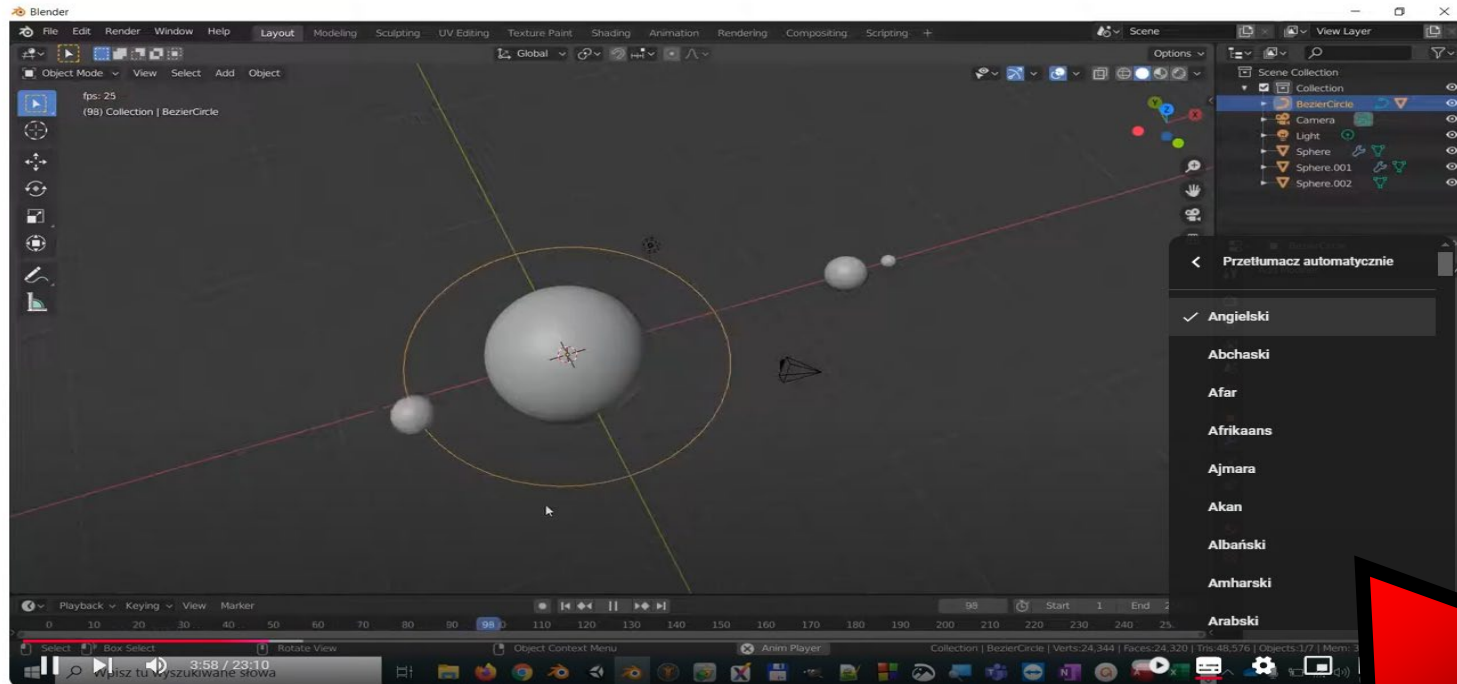 Blender
File Edit Render Window Help Layout Modeling Sculpting UV Editing Texture Paint Shading Animation Rendering Compositing Scripting + Scene View Layer
Global Options
Object Mode View Select Add Object
fps: 25
(98) Collection | BezierCircle
Y
Z
X
Scene Collection
Collection
BezierCircle
Camera
Light
Sphere
Sphere.001
Sphere.002
Przetłumacz automatycznie
Angielski
Abchaski
Afar
Afrikaans
Ajmara
Akan
Albański
Amharski
Arabski
Playback Keying View Marker 98 Start 1 End
0 10 20 30 40 50 60 70 80 90 98 110 120 130 140 150 160 170 180 190 200 210 220 230 240
Select Box Select Rotate View Object Context Menu Anim Player Collection | BezierCircle | Verts:24,344 | Faces:24,320 | Tris:48,576 | Objects:1/7 | Mem:
3:58 / 23:10
Wpisz tu wyszukiwane słowa